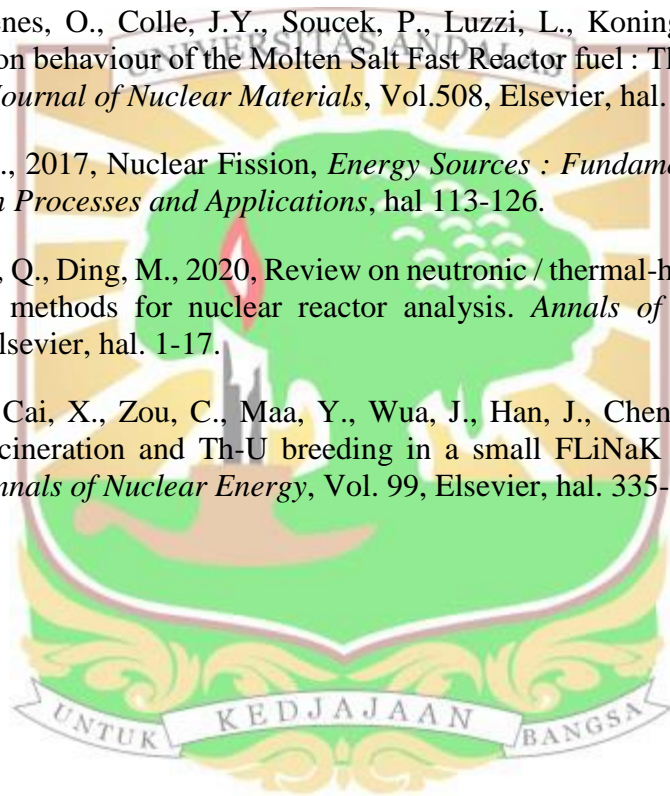 enes, O., Colle, J.Y., Soucek, P., Luzzi, L., Koning
on behaviour of the Molten Salt Fast Reactor fuel : Th
UNIVERSITAS ANDALAS
Journal of Nuclear Materials, Vol.508, Elsevier, hal.
., 2017, Nuclear Fission, Energy Sources : Fundame
n Processes and Applications, hal 113-126.
, Q., Ding, M., 2020, Review on neutronic / thermal-h
methods for nuclear reactor analysis. Annals of
lsevier, hal. 1-17.
Cai, X., Zou, C., Maa, Y., Wua, J., Han, J., Chen
cineration and Th-U breeding in a small FLiNaK
nnals of Nuclear Energy, Vol. 99, Elsevier, hal. 335-
UNTUK KEDJAJAAN BANGSA